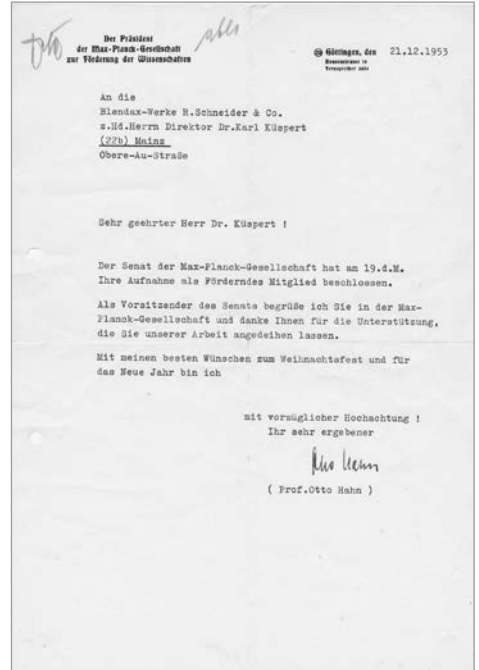 Der Präsident
der Max-Planck-Gesellschaft
zur Förderung der Wissenschaften
Göttingen, den 21.12.1953
An die
Blendax-Werke R.Schneider & Co.
z.Hd.Herrn Direktor Dr.Karl Küspert
(22b) Mainz
Obere-Au-Straße
Sehr geehrter Herr Dr. Küspert !
Der Senat der Max-Planck-Gesellschaft hat am 19.d.M.
Ihre Aufnahme als Förderndes Mitglied beschlossen.
Als Vorsitzender des Senats begrüße ich Sie in der Max-
Planck-Gesellschaft und danke Ihnen für die Unterstützung,
die Sie unserer Arbeit angedeihen lassen.
Mit meinen besten Wünschen zum Weihnachtsfest und für
das Neue Jahr bin ich
mit vorzüglicher Hochachtung !
Ihr sehr ergebener
Otto Hahn
( Prof.Otto Hahn )